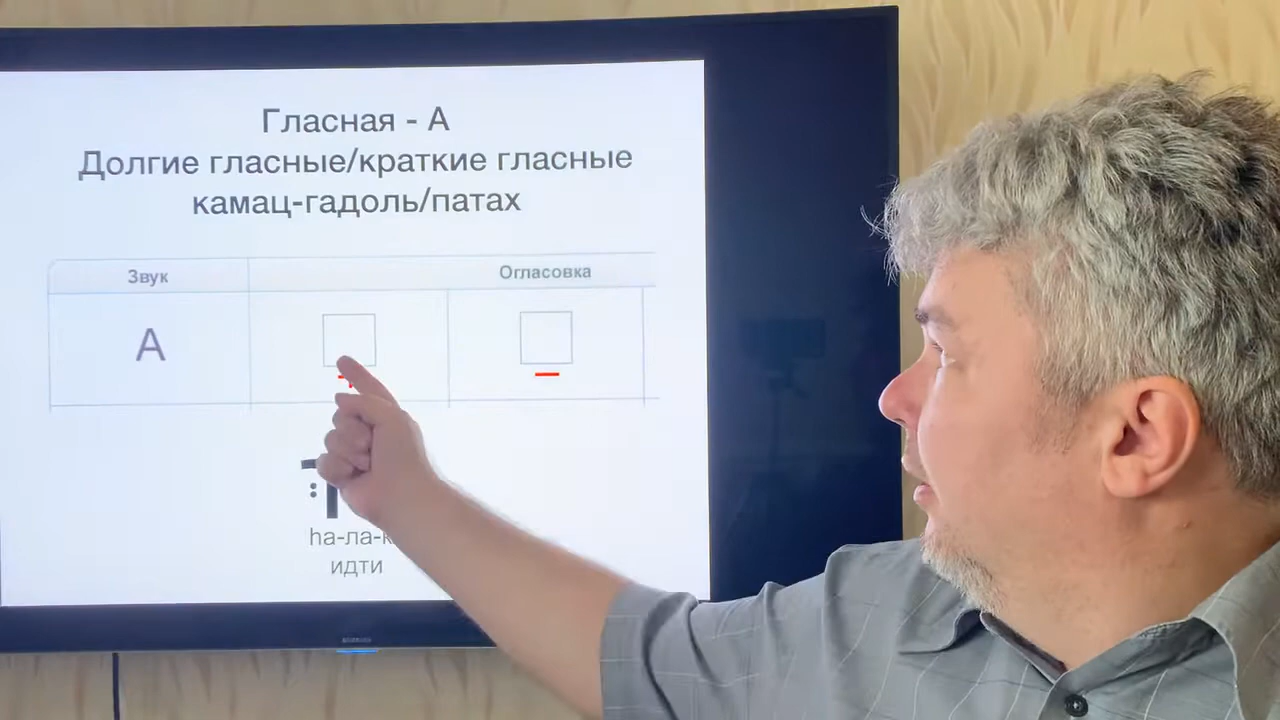 Гласная - А
Долгие гласные/краткие гласные
камац-гадоль/патах
Звук Огласовка
А
идти